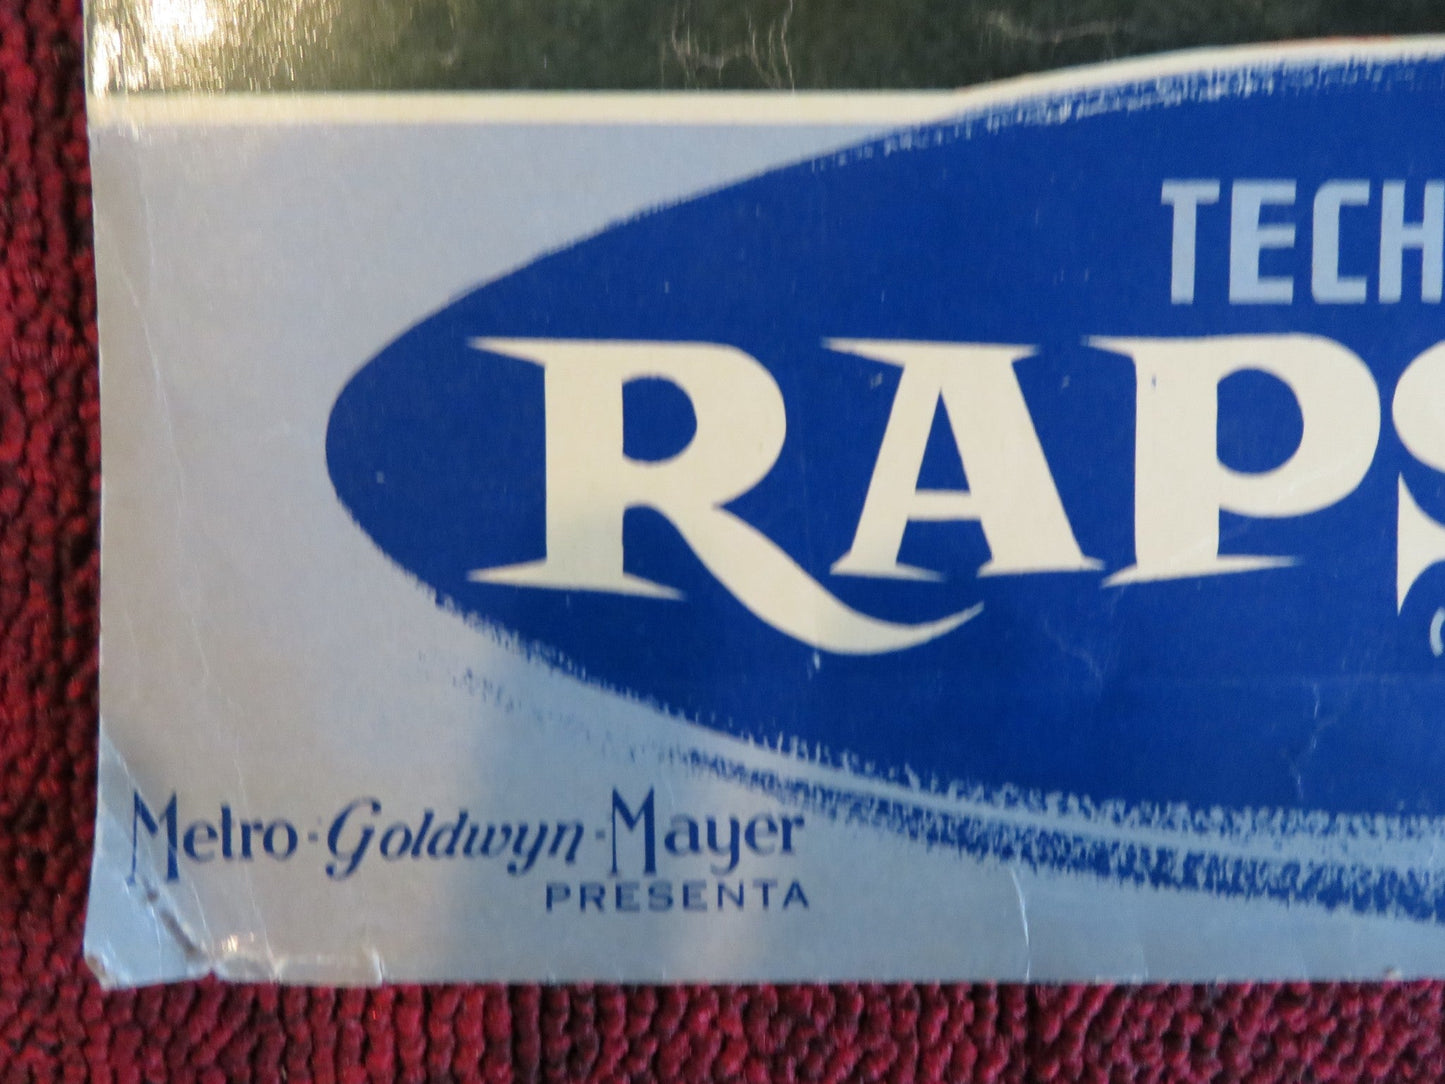 TECH
RAPS
Metro-Goldwyn-Mayer
PRESENTA